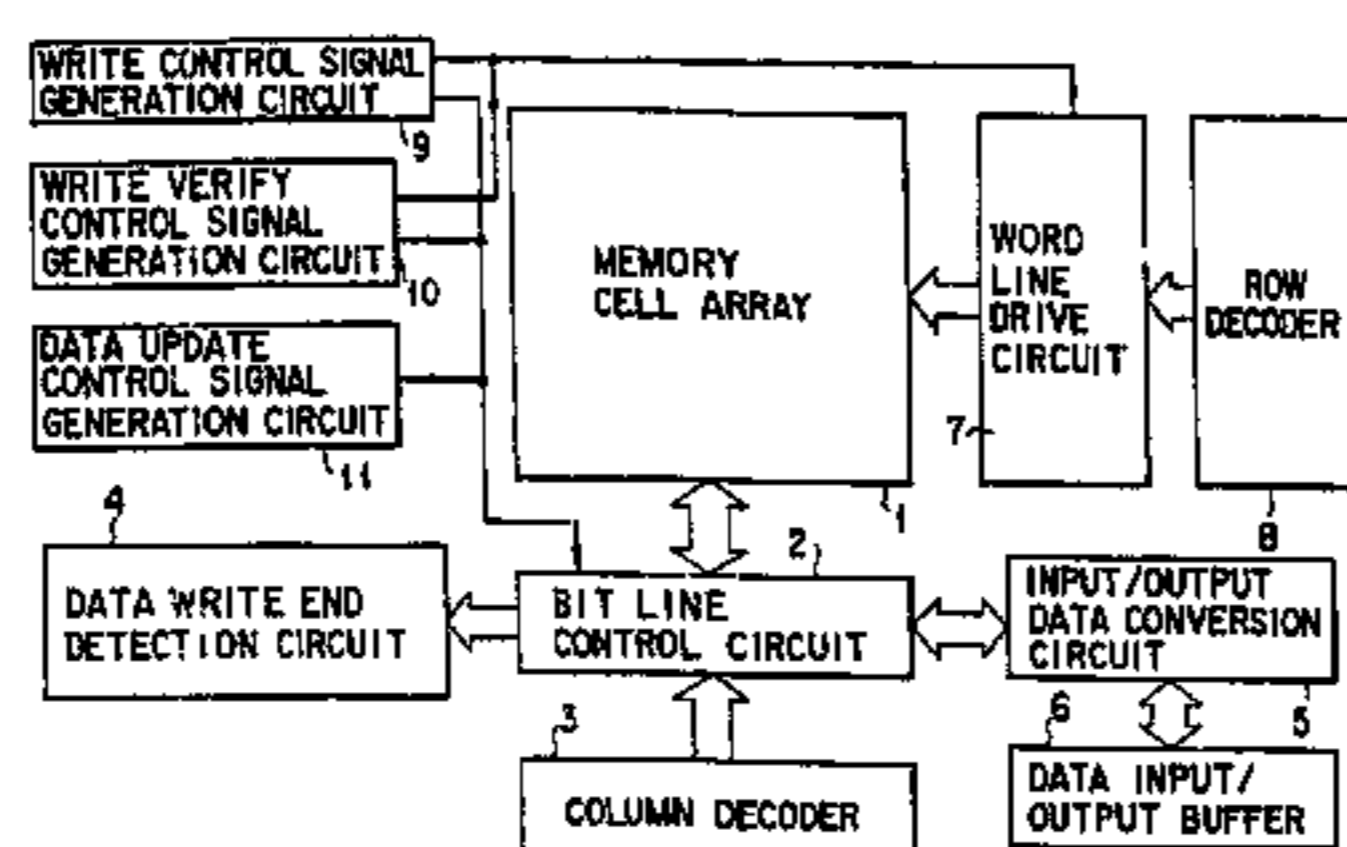 WRITE CONTROL SIGNAL
GENERATION CIRCUIT
9
WRITE VERIFY
CONTROL SIGNAL
GENERATION CIRCUIT
10
DATA UPDATE
CONTROL SIGNAL
GENERATION CIRCUIT
11
MEMORY
CELL ARRAY
1
WORD
LINE
DRIVE
CIRCUIT
7
ROW
DECODER
8
4
DATA WRITE END
DETECTION CIRCUIT
2
BIT LINE
CONTROL CIRCUIT
INPUT/OUTPUT
DATA CONVERSION
CIRCUIT
5
3
COLUMN DECODER
6
DATA INPUT/
OUTPUT BUFFER